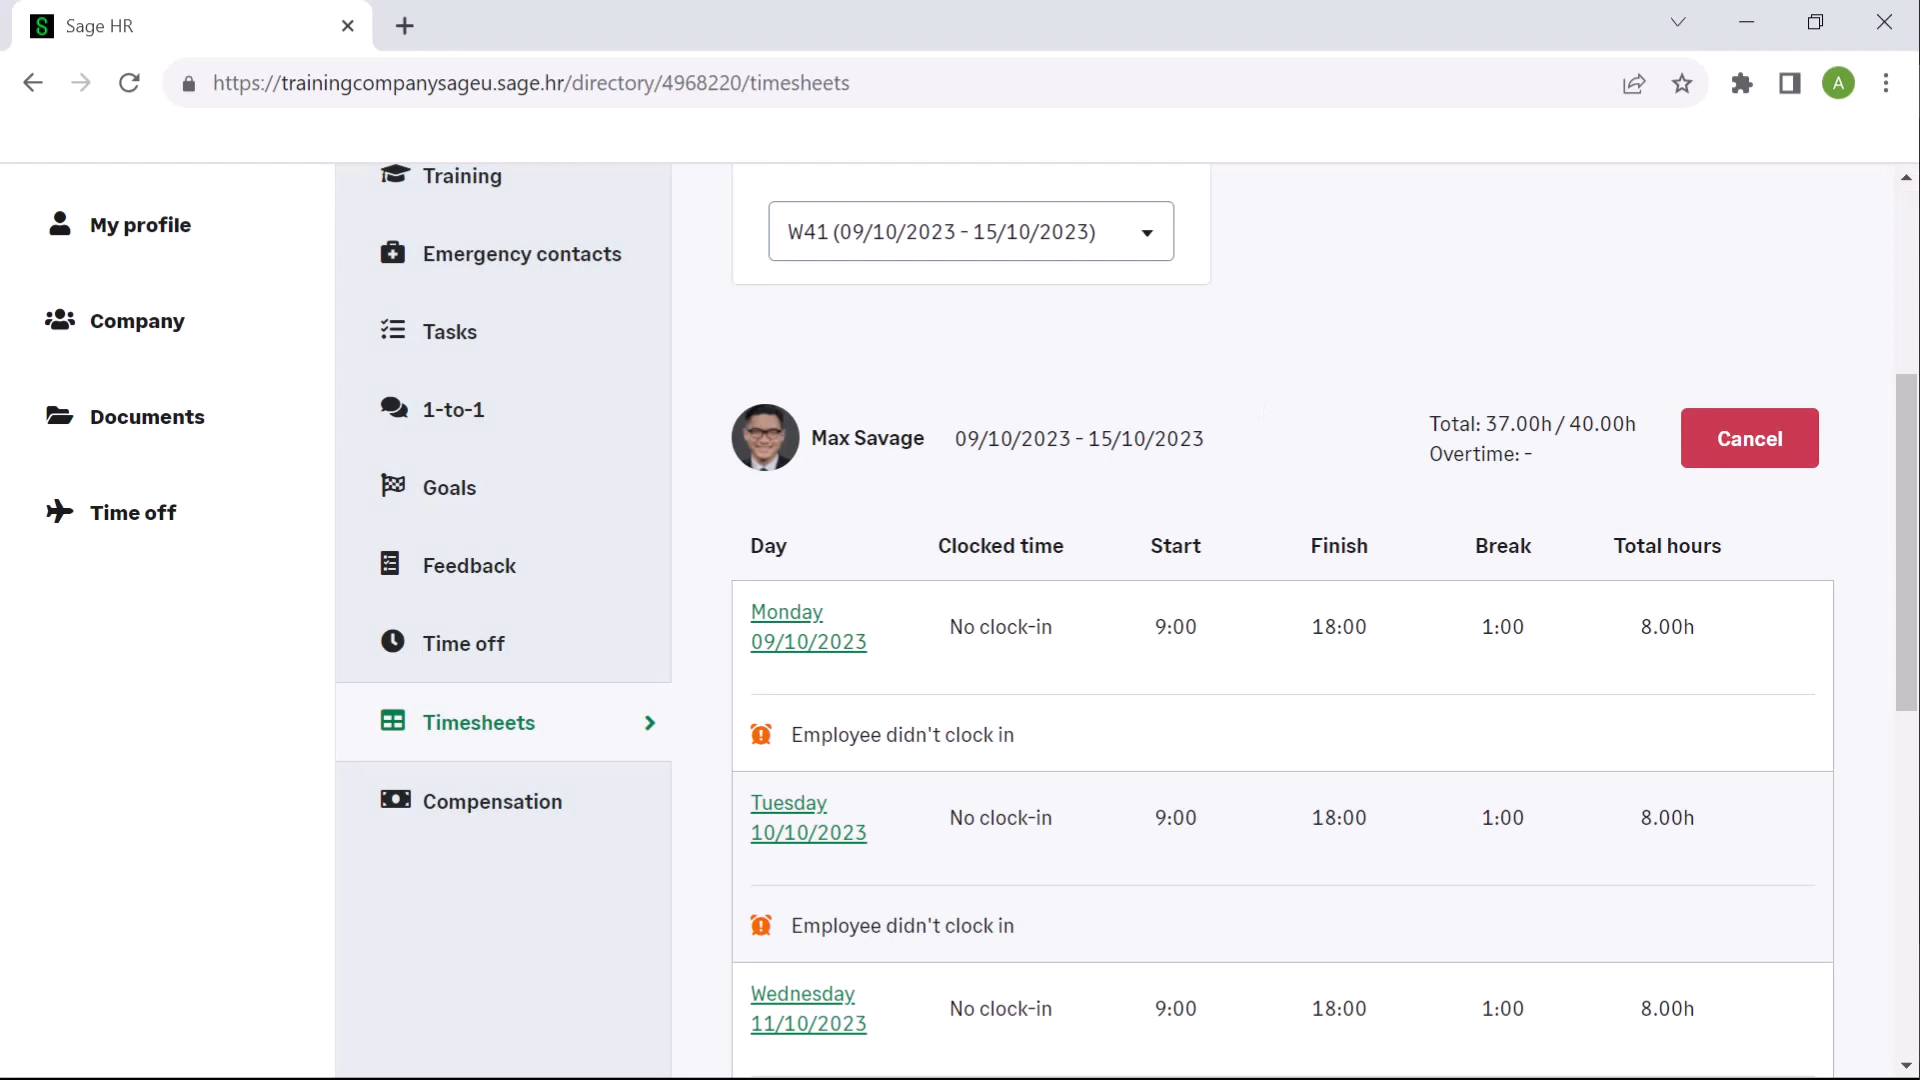 Sage HR
https://trainingcompanysageu.sage.hr/directory/4968220/timesheets
A
My profile
Company
Documents
Time off
Training
Emergency contacts
Tasks
1-to-1
Goals
Feedback
Time off
Timesheets
Compensation
W41 (09/10/2023 - 15/10/2023)
Max Savage 09/10/2023 - 15/10/2023
Total: 37.00h / 40.00h
Overtime: -
Cancel
Day Clocked time Start Finish Break Total hours
Monday
09/10/2023 No clock-in 9:00 18:00 1:00 8.00h
Employee didn't clock in
Tuesday
10/10/2023 No clock-in 9:00 18:00 1:00 8.00h
Employee didn't clock in
Wednesday
11/10/2023 No clock-in 9:00 18:00 1:00 8.00h